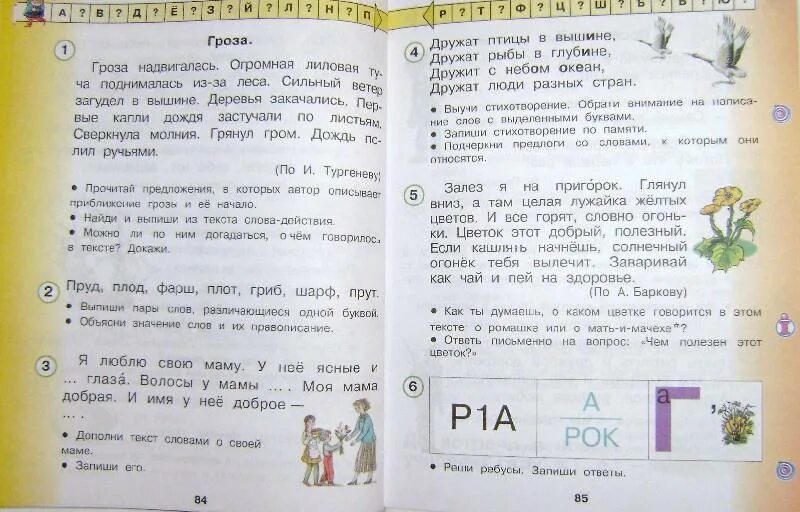 А ? В ? Д ? Ё ? З ? Й ? Л ? Н ? П
1
Гроза.
Гроза надвигалась. Огромная лиловая ту-
ча поднималась из-за леса. Сильный ветер
загудел в вышине. Деревья закачались. Пер-
вые капли дождя застучали по листьям.
Сверкнула молния. Грянул гром. Дождь по-
лил ручьями.
(По И. Тургеневу)
• Прочитай предложения, в которых автор описывает
приближение грозы и её начало.
• Найди и выпиши из текста слова-действия.
• Можно ли по ним догадаться, о чём говорилось
в тексте? Докажи.
2
Пруд, плод, фарш, плот, гриб, шарф, прут.
• Выпиши пары слов, различающиеся одной буквой.
• Объясни значение слов и их правописание.
3
Я люблю свою маму. У неё ясные и
... глаза́. Волосы у мамы ... . Моя мама
добрая. И имя у неё доброе —
... .
• Дополни текст словами о своей
маме.
• Запиши его.
84
Р ? Т ? Ф ? Ц ? Ш ? Ь ? Ю ?
4
Дружат птицы в вышине,
Дружат рыбы в глубине,
Дружит с небом океан,
Дружат люди разных стран.
• Выучи стихотворение. Обрати внимание на написа-
ние слов с выделенными буквами.
• Запиши стихотворение по памяти.
• Подчеркни предлоги со словами, к которым они
относятся.
5
Залез я на пригорок. Глянул
вниз, а там целая лужайка жёлтых
цветов. И все горят, словно огонь-
ки. Цветок этот добрый, полезный.
Если кашлять начнёшь, солнечный
огонёк тебя вылечит. Заваривай
как чай и пей на здоровье.
(По А. Баркову)
• Как ты думаешь, о каком цветке говорится в этом
тексте о ромашке или о мать-и-мачехе*?
• Ответь письменно на вопрос: «Чем полезен этот
цветок?»
6
Р1А
А
РОК
а
Г ,
• Реши ребусы. Запиши ответы.
85